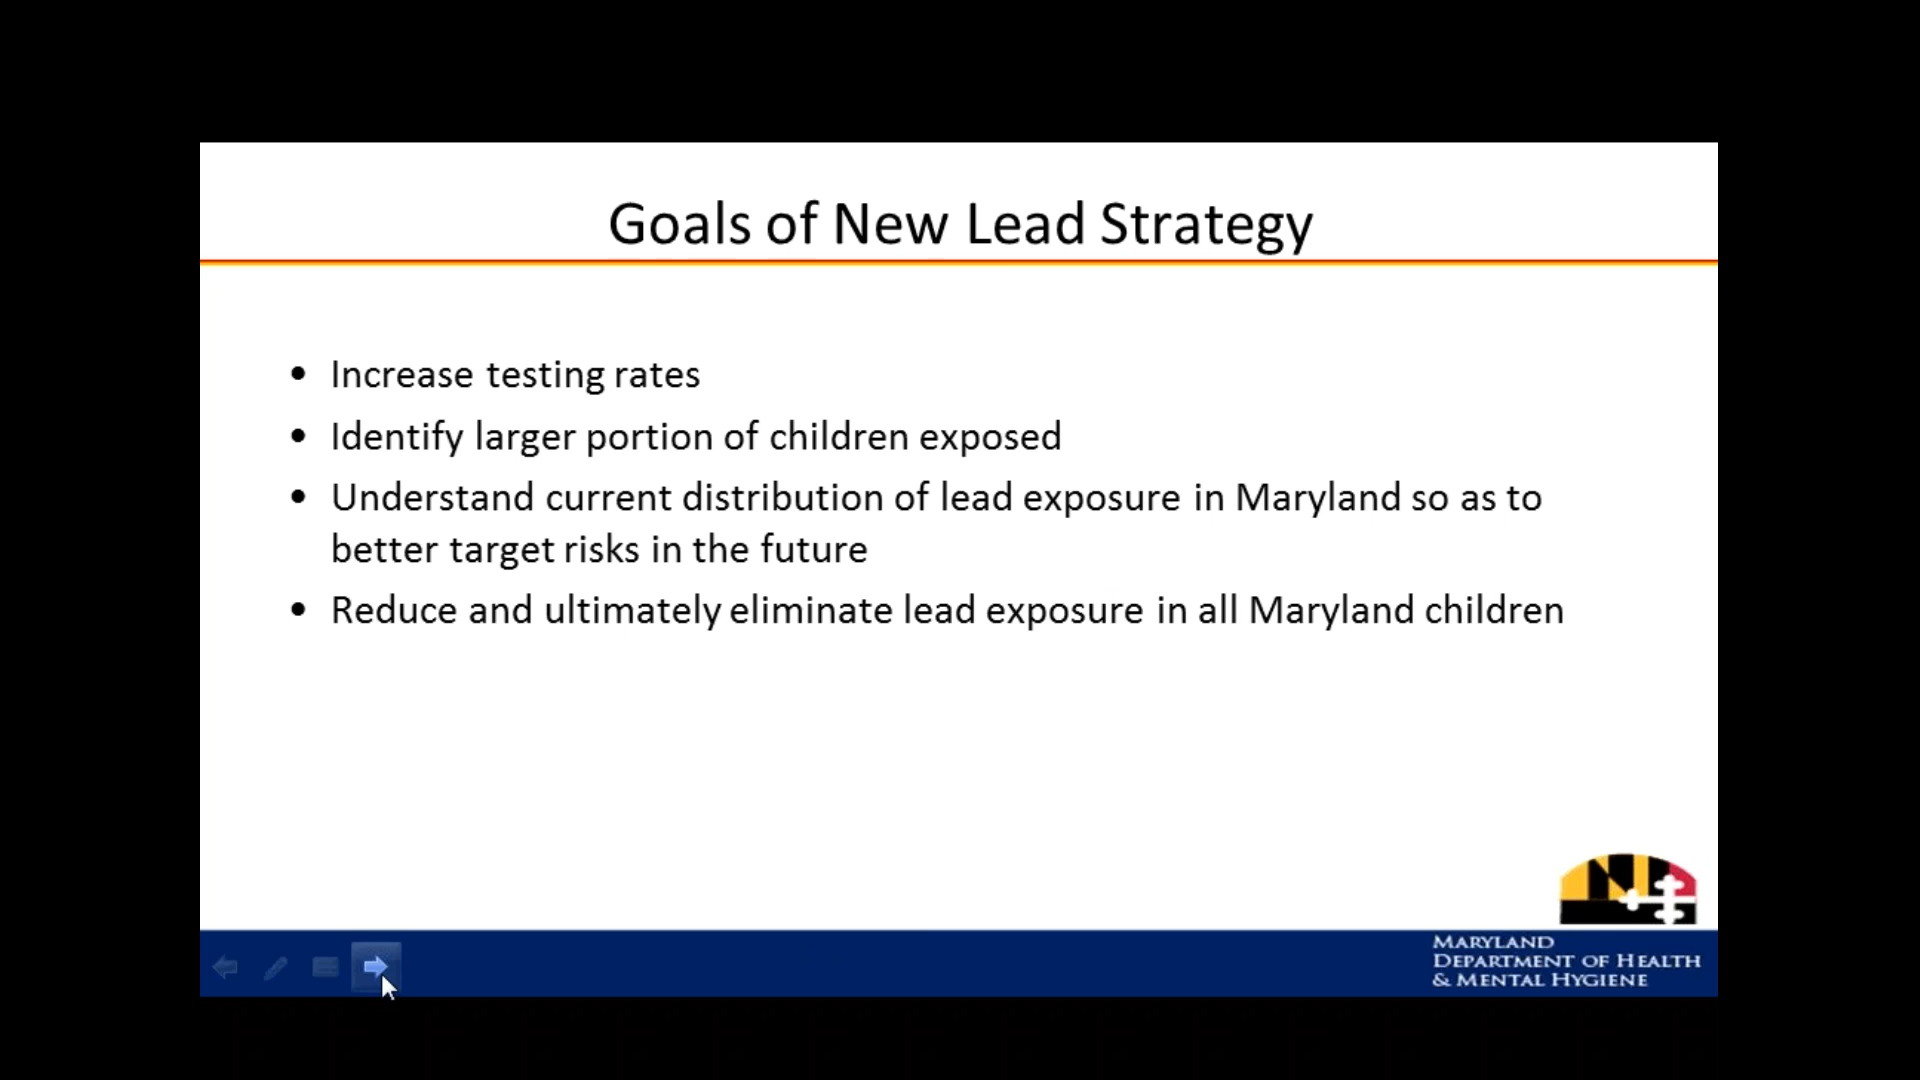 Goals of New Lead Strategy
• Increase testing rates
• Identify larger portion of children exposed
• Understand current distribution of lead exposure in Maryland so as to
better target risks in the future
• Reduce and ultimately eliminate lead exposure in all Maryland children
MARYLAND
DEPARTMENT OF HEALTH
& MENTAL HYGIENE